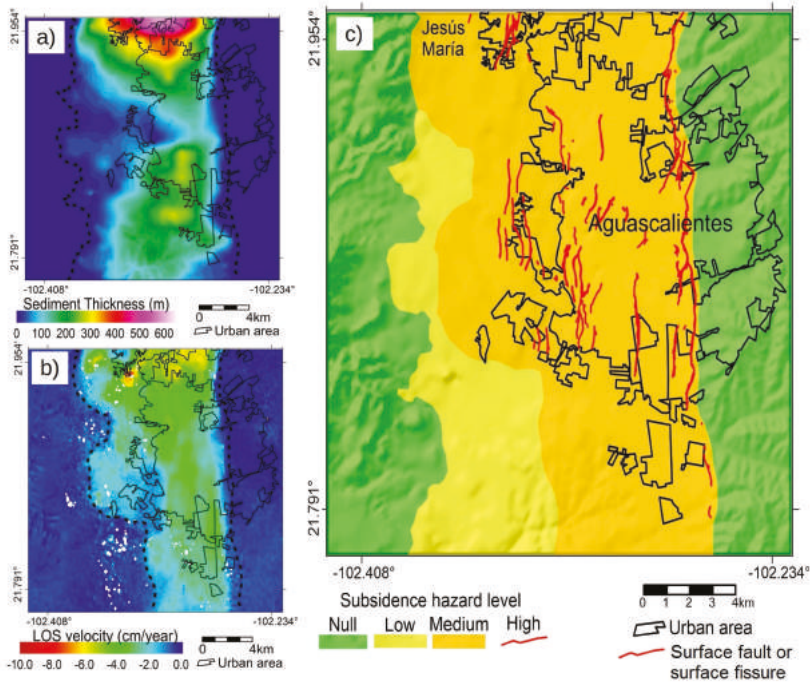 a)
21.954°
21.791°
-102.408°
-102.234°
Sediment Thickness (m)
0 100 200 300 400 500 600
0 4km
Urban area
b)
21.954°
21.791°
-102.408°
-102.234°
LOS velocity (cm/year)
-10.0 -8.0 -6.0 -4.0 -2.0 0.0
0 4km
Urban area
c)
Jesús
María
Aguascalientes
21.954°
21.791°
-102.408°
-102.234°
Subsidence hazard level
Null Low Medium High
0 1 2 3 4km
Urban area
Surface fault or
surface fissure